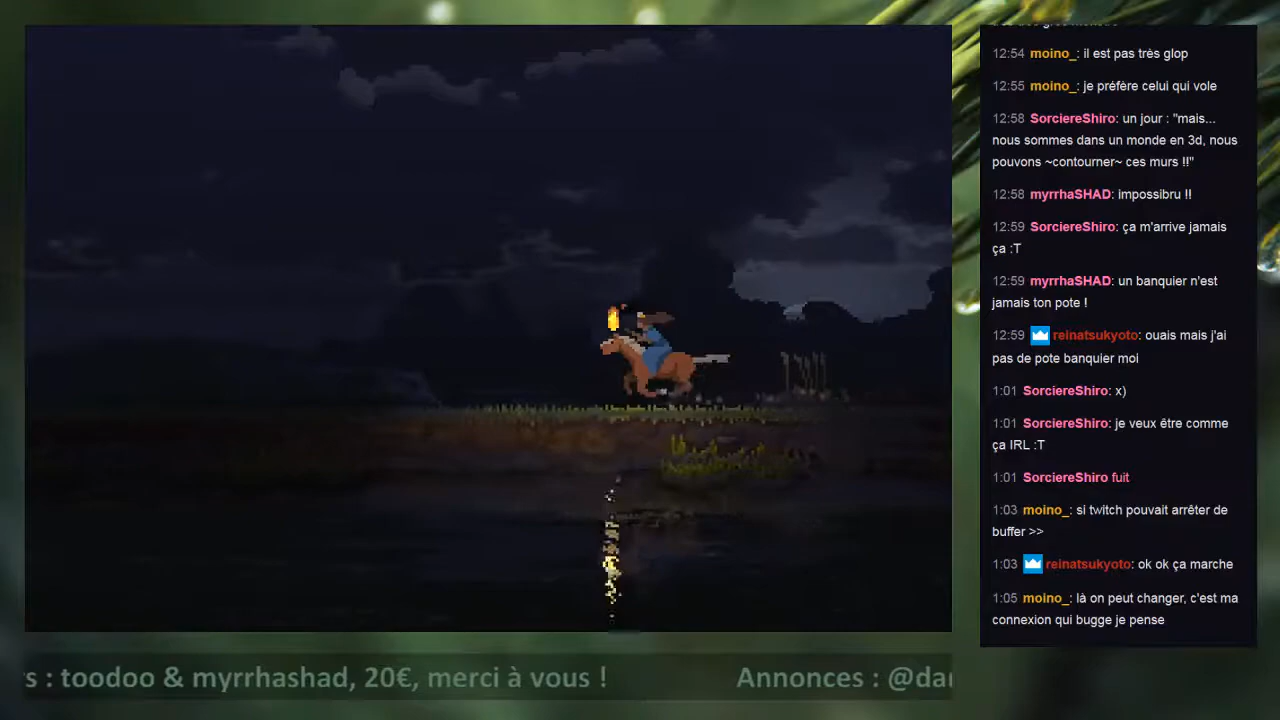 12:54 moino_: il est pas très glop
12:55 moino_: je préfère celui qui vole
12:58 SorciereShiro: un jour : "mais...
nous sommes dans un monde en 3d, nous
pouvons ~contourner~ ces murs !!"
12:58 myrrhaSHAD: impossibru !!
12:59 SorciereShiro: ça m'arrive jamais
ça :T
12:59 myrrhaSHAD: un banquier n'est
jamais ton pote !
12:59 reinatsukyoto: ouais mais j'ai
pas de pote banquier moi
1:01 SorciereShiro: x)
1:01 SorciereShiro: je veux être comme
ça IRL :T
1:01 SorciereShiro fuit
1:03 moino_: si twitch pouvait arrêter de
buffer >>
1:03 reinatsukyoto: ok ok ça marche
1:05 moino_: là on peut changer, c'est ma
connexion qui bugge je pense
s : toodoo & myrrhashad, 20€, merci à vous ! Annonces :